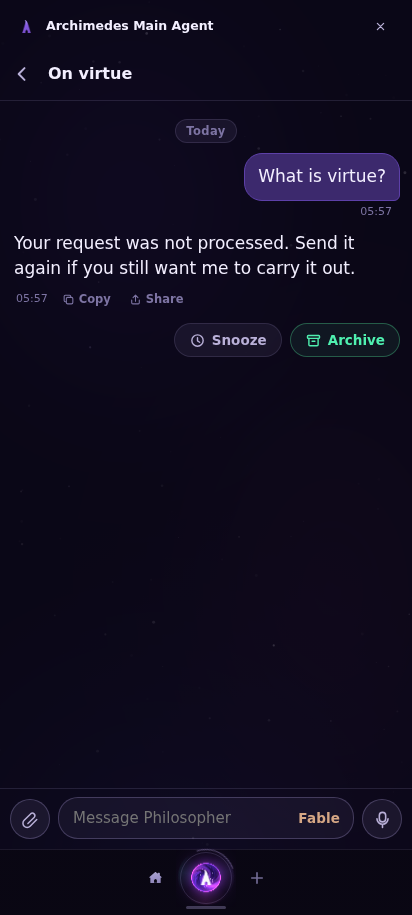 Archimedes Main Agent
On virtue
Today
What is virtue?
05:57
Your request was not processed. Send it
again if you still want me to carry it out.
05:57 Copy Share
Snooze Archive
Message Philosopher Fable